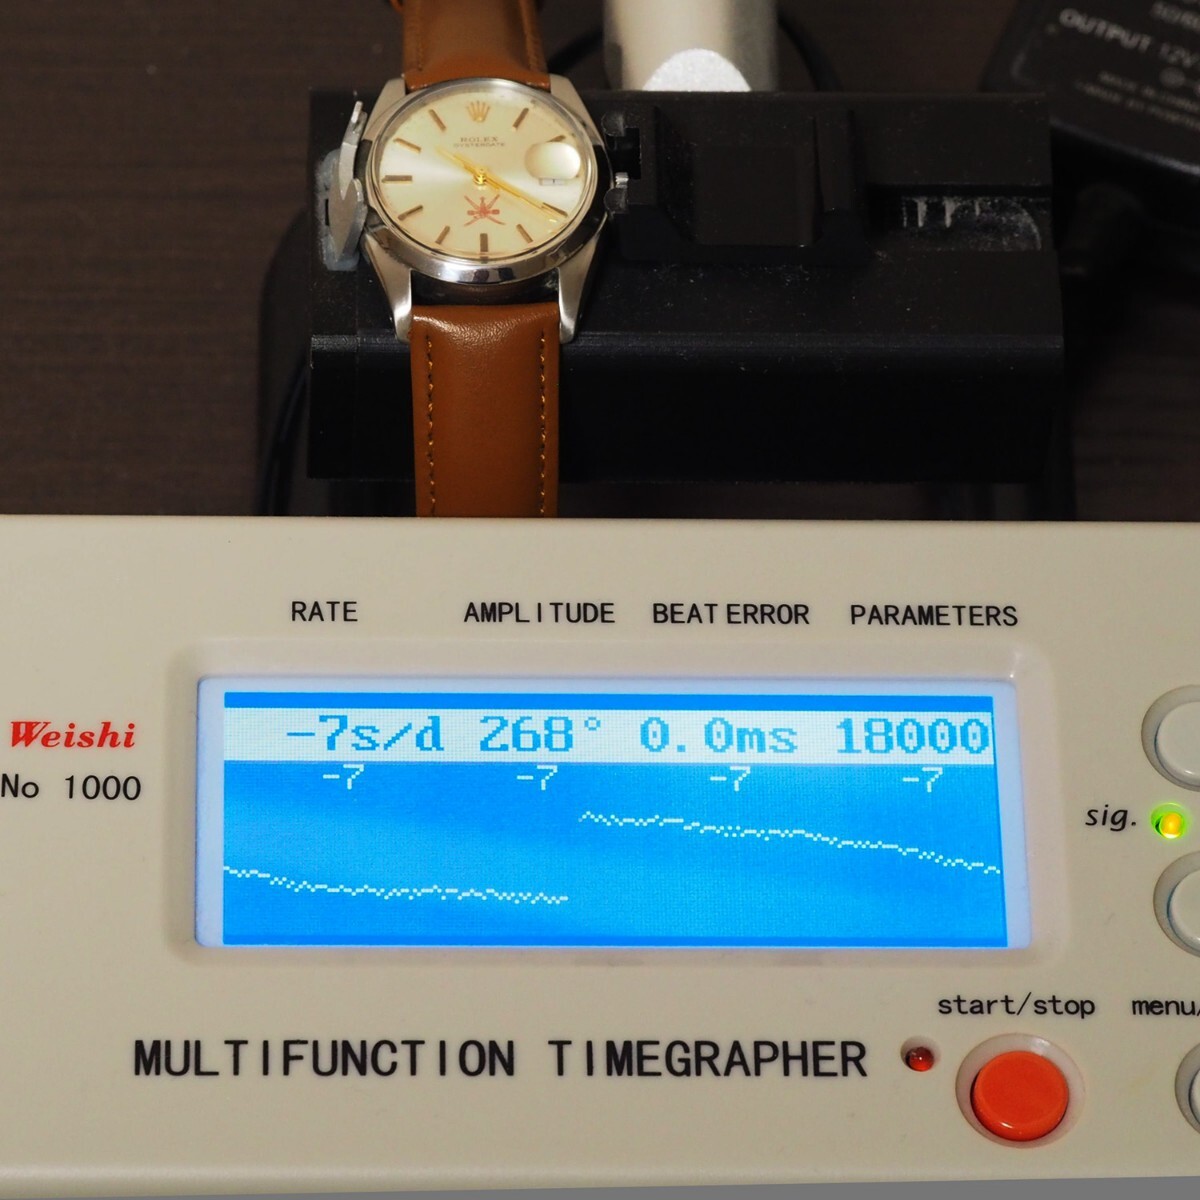 OUTPUT 12V
ROLEX
OYSTERDATE
RATE AMPLITUDE BEAT ERROR PARAMETERS
-7s/d 268° 0.0ms 18000
-7 -7 -7 -7
Weishi
No 1000
sig.
start/stop menu/
MULTIFUNCTION TIMEGRAPHER